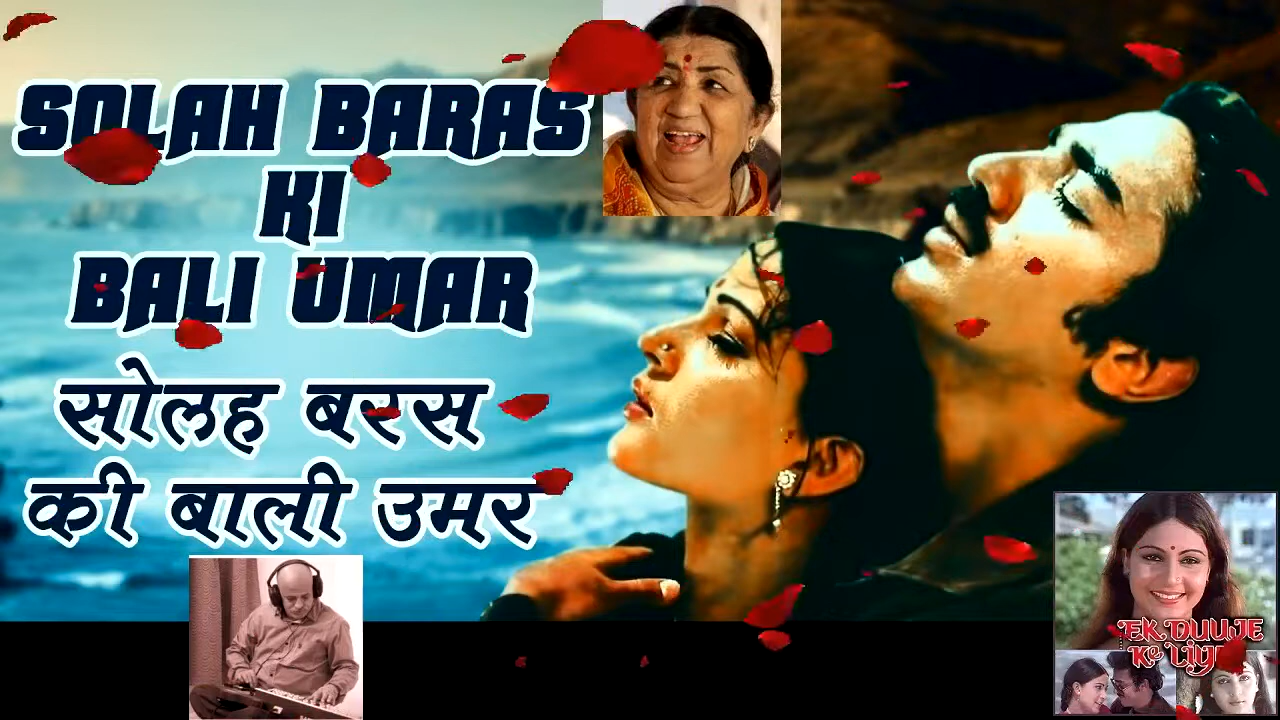 SOLAH BARAS
KI
BALI UMAR
सोलह बरस
की बाली उमर
EK DUUJE
Ke Liye